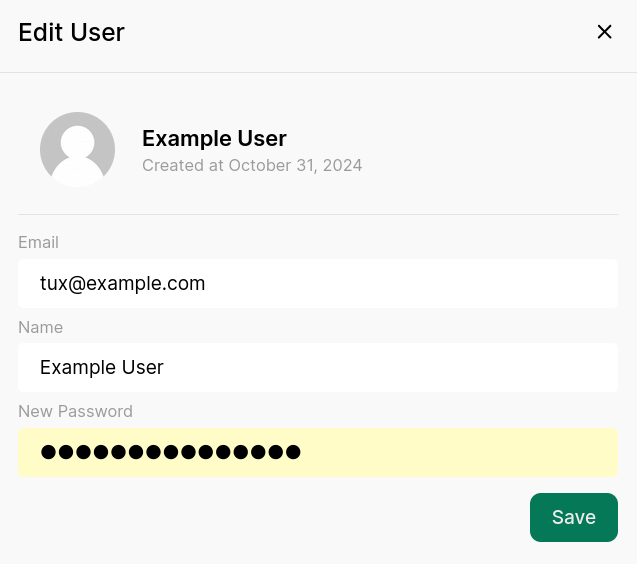 Edit User
Example User
Created at October 31, 2024
Email
tux@example.com
Name
Example User
New Password
●●●●●●●●●●●●●●●
Save